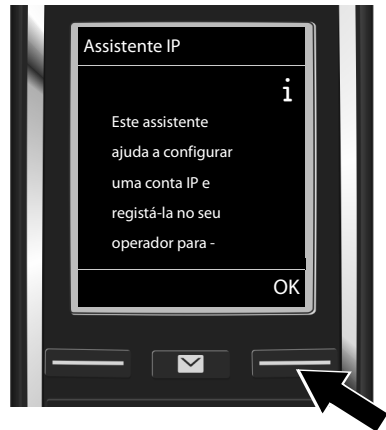 Assistente IP
i
Este assistente
ajuda a configurar
uma conta IP e
registá-la no seu
operador para -
OK